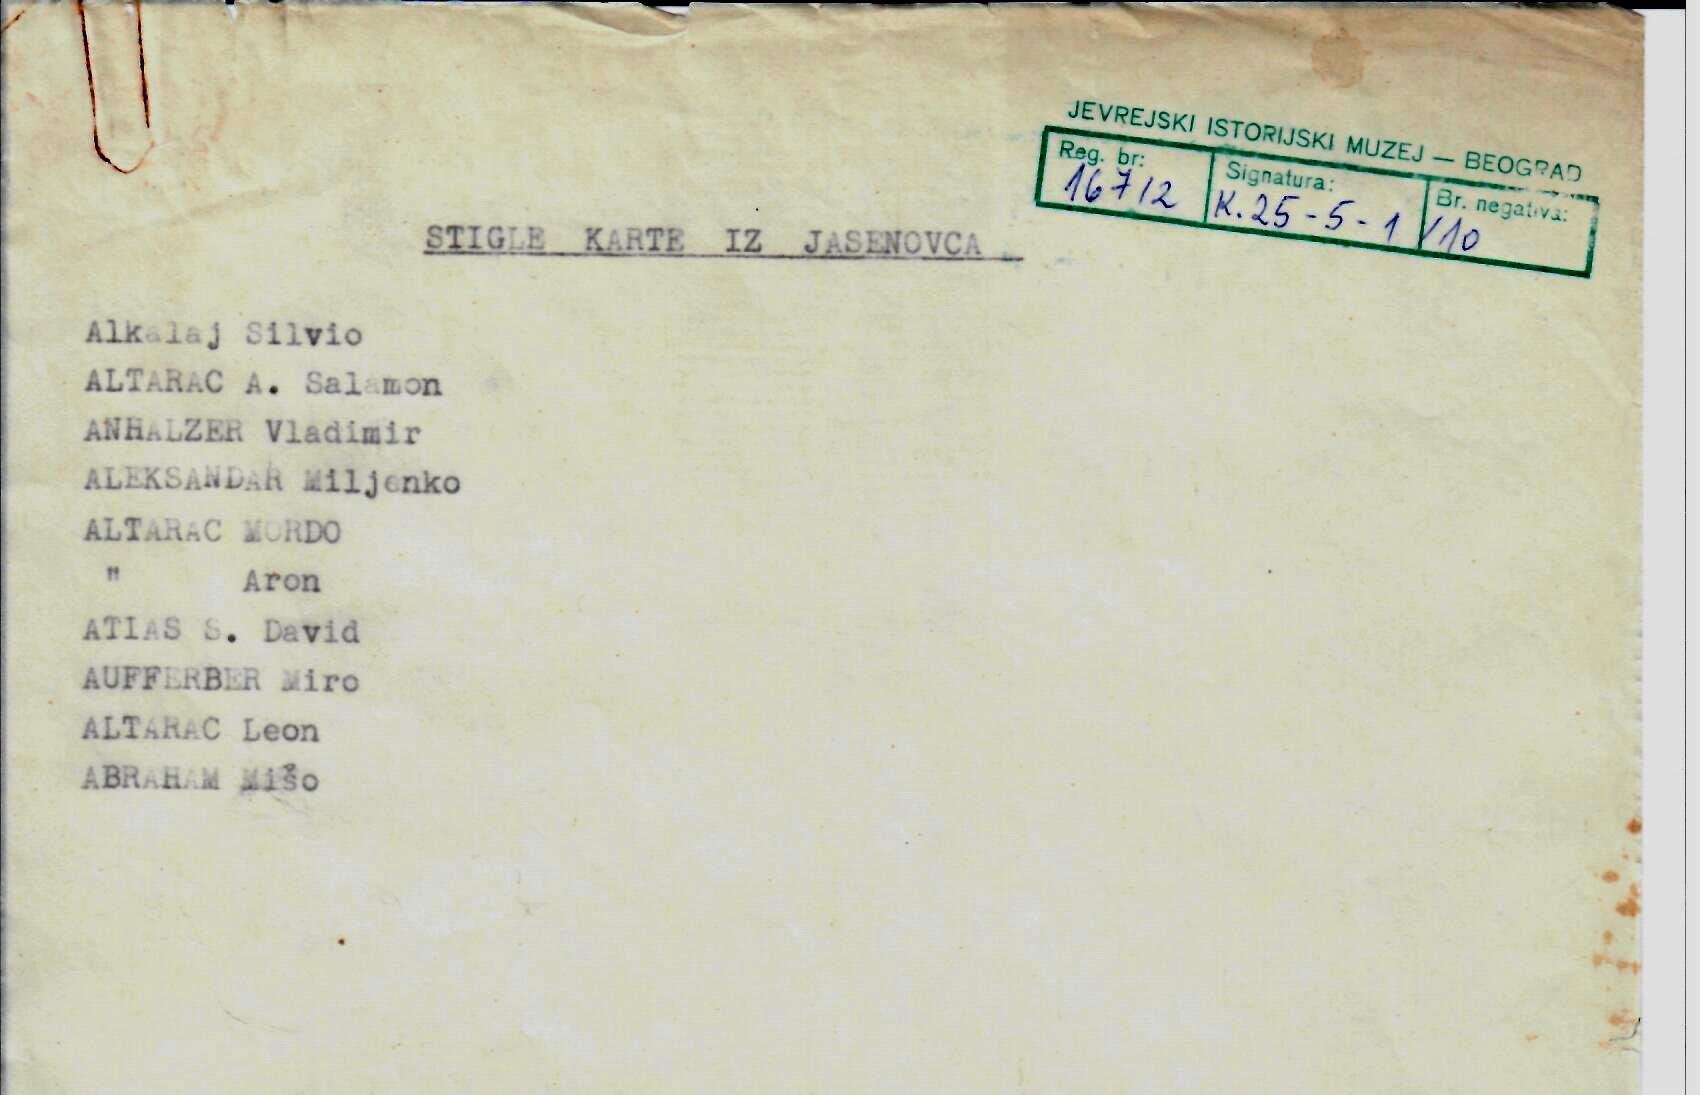 JEVREJSKI ISTORIJSKI MUZEJ — BEOGRAD
Reg. br: Signatura: Br. negativa:
16712 K. 25-5-1/10
STIGLE KARTE IZ JASENOVCA
Alkalaj Silvio
ALTARAC A. Salamon
ANHALZER Vladimir
ALEKSANDAR Miljenko
ALTARAC MORDO
" Aron
ATIAS S. David
AUFFERBER Miro
ALTARAC Leon
ABRAHAM Mišo